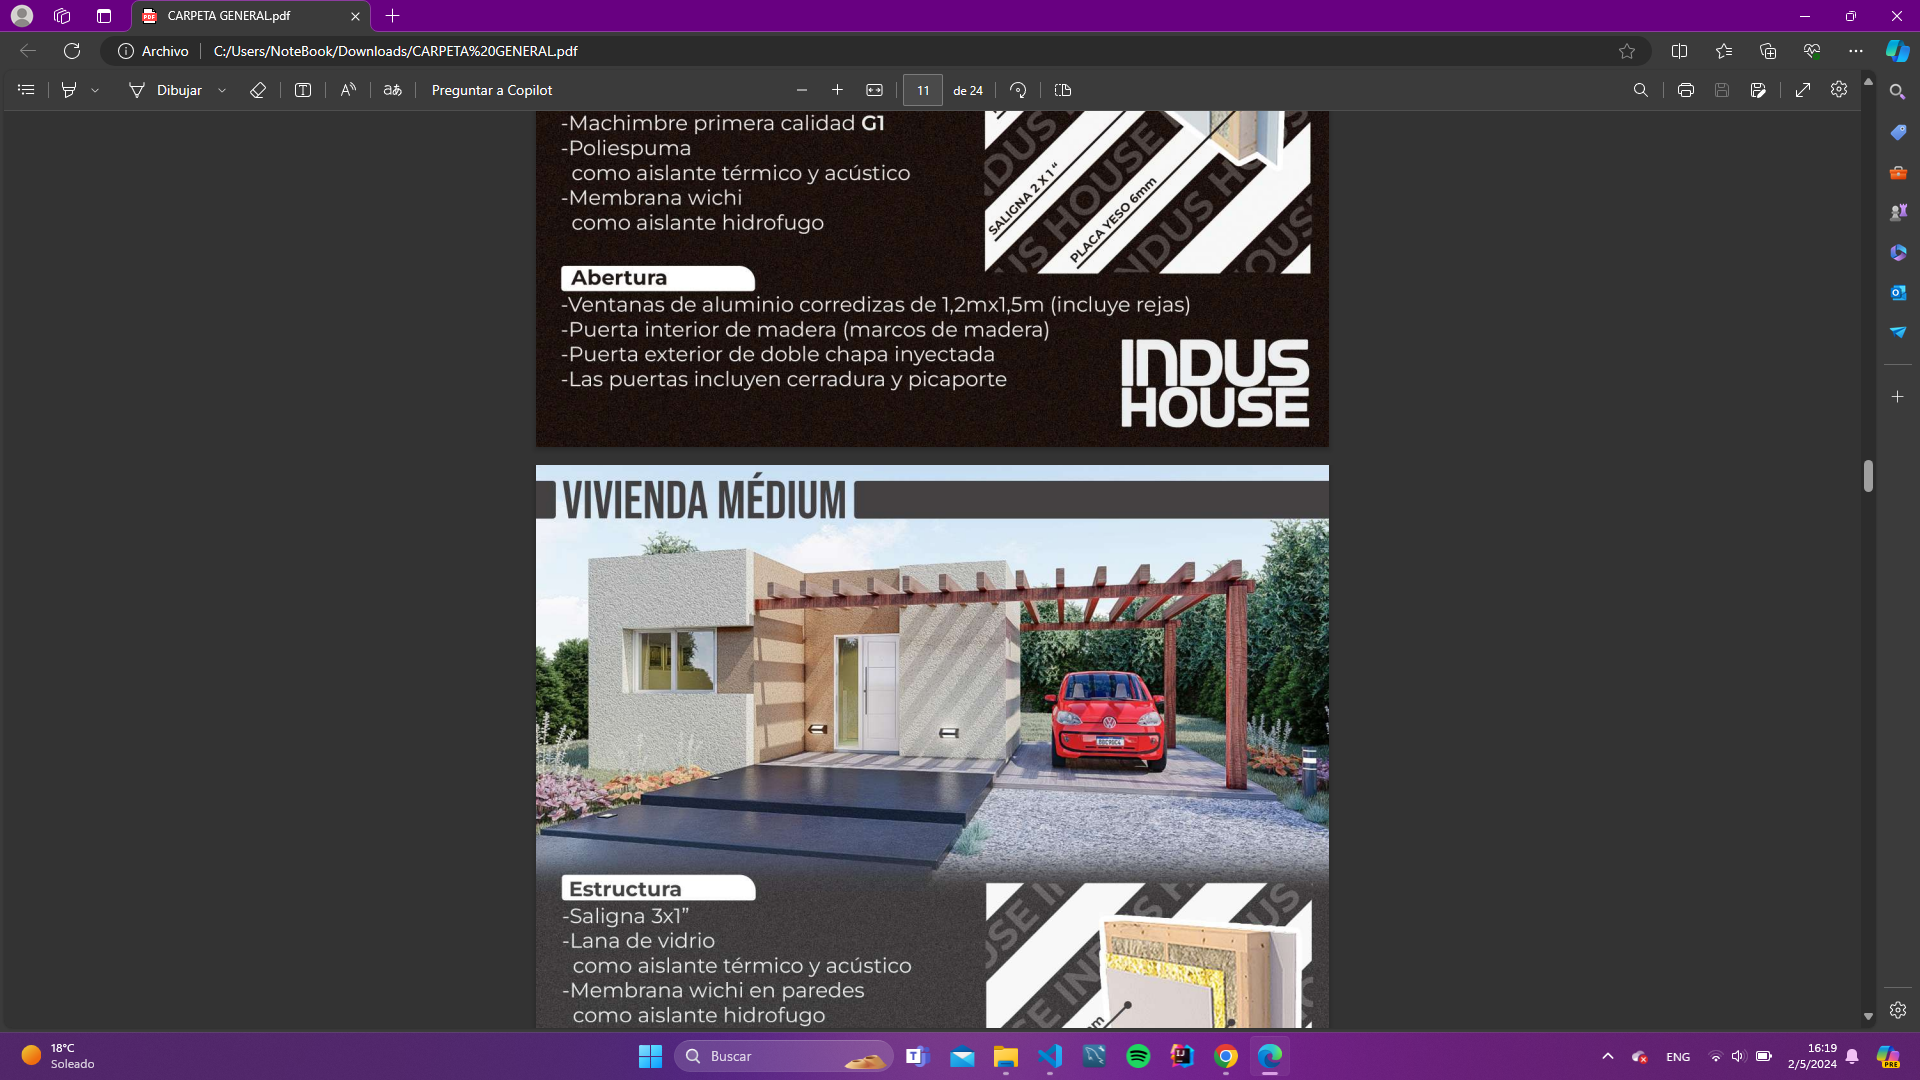 CARPETA GENERAL.pdf
Archivo
C:/Users/NoteBook/Downloads/CARPETA%20GENERAL.pdf
Dibujar
Preguntar a Copilot
11
de 24
-Machimbre primera calidad G1
-Poliespuma
como aislante térmico y acústico
-Membrana wichi
como aislante hidrofugo
SALIGNA 2 X 1 “
PLACA YESO 6mm
Abertura
-Ventanas de aluminio corredizas de 1,2mx1,5m (incluye rejas)
-Puerta interior de madera (marcos de madera)
-Puerta exterior de doble chapa inyectada
-Las puertas incluyen cerradura y picaporte
INDUS
HOUSE
VIVIENDA MÉDIUM
Estructura
-Saligna 3x1”
-Lana de vidrio
como aislante térmico y acústico
-Membrana wichi en paredes
como aislante hidrofugo
18°C
Soleado
Buscar
ENG
16:19
2/5/2024